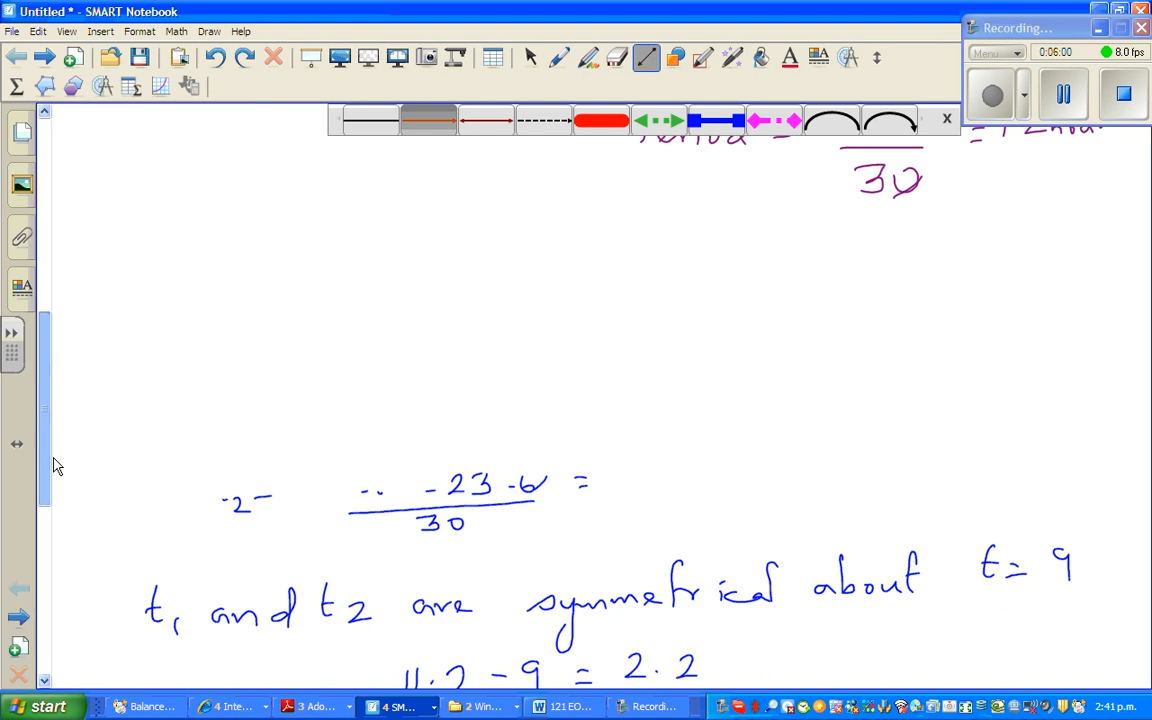 Untitled * - SMART Notebook
Recording...
File Edit View Insert Format Math Draw Help
Menu
0:06:00
8.0 fps
X
30
- 23.6 =
30
t1 and t2 are symmetrical about t = 9
11.2 - 9 = 2.2
start
Balance...
4 Inte...
3 Ado...
4 SM...
2 Win...
121 EO...
Recordi...
2:41 p.m.